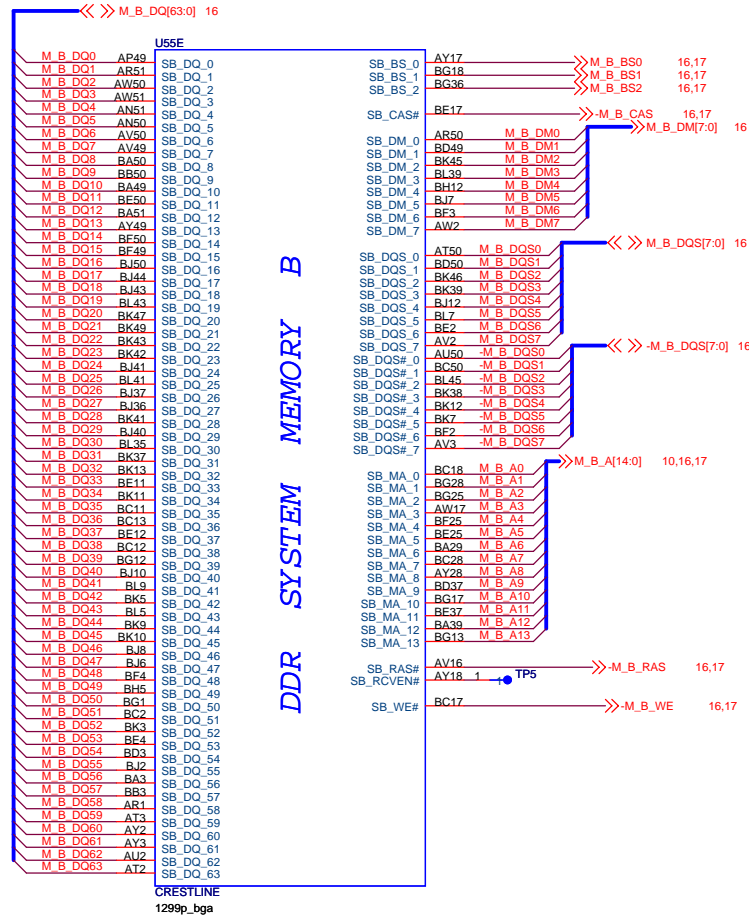 M_B_DQ[63:0] 16
U55E
M_B_DQ0 AP49 SB_DQ_0
M_B_DQ1 AR51 SB_DQ_1
M_B_DQ2 AW50 SB_DQ_2
M_B_DQ3 AW51 SB_DQ_3
M_B_DQ4 AN51 SB_DQ_4
M_B_DQ5 AN50 SB_DQ_5
M_B_DQ6 AV50 SB_DQ_6
M_B_DQ7 AV49 SB_DQ_7
M_B_DQ8 BA50 SB_DQ_8
M_B_DQ9 BB50 SB_DQ_9
M_B_DQ10 BA49 SB_DQ_10
M_B_DQ11 BE50 SB_DQ_11
M_B_DQ12 BA51 SB_DQ_12
M_B_DQ13 AY49 SB_DQ_13
M_B_DQ14 BF50 SB_DQ_14
M_B_DQ15 BF49 SB_DQ_15
M_B_DQ16 BJ50 SB_DQ_16
M_B_DQ17 BJ44 SB_DQ_17
M_B_DQ18 BJ43 SB_DQ_18
M_B_DQ19 BL43 SB_DQ_19
M_B_DQ20 BK47 SB_DQ_20
M_B_DQ21 BK49 SB_DQ_21
M_B_DQ22 BK43 SB_DQ_22
M_B_DQ23 BK42 SB_DQ_23
M_B_DQ24 BJ41 SB_DQ_24
M_B_DQ25 BL41 SB_DQ_25
M_B_DQ26 BJ37 SB_DQ_26
M_B_DQ27 BJ36 SB_DQ_27
M_B_DQ28 BK41 SB_DQ_28
M_B_DQ29 BJ40 SB_DQ_29
M_B_DQ30 BL35 SB_DQ_30
M_B_DQ31 BK37 SB_DQ_31
M_B_DQ32 BK13 SB_DQ_32
M_B_DQ33 BE11 SB_DQ_33
M_B_DQ34 BK11 SB_DQ_34
M_B_DQ35 BC11 SB_DQ_35
M_B_DQ36 BC13 SB_DQ_36
M_B_DQ37 BE12 SB_DQ_37
M_B_DQ38 BC12 SB_DQ_38
M_B_DQ39 BG12 SB_DQ_39
M_B_DQ40 BJ10 SB_DQ_40
M_B_DQ41 BL9 SB_DQ_41
M_B_DQ42 BK5 SB_DQ_42
M_B_DQ43 BL5 SB_DQ_43
M_B_DQ44 BK9 SB_DQ_44
M_B_DQ45 BK10 SB_DQ_45
M_B_DQ46 BJ8 SB_DQ_46
M_B_DQ47 BJ6 SB_DQ_47
M_B_DQ48 BF4 SB_DQ_48
M_B_DQ49 BH5 SB_DQ_49
M_B_DQ50 BG1 SB_DQ_50
M_B_DQ51 BC2 SB_DQ_51
M_B_DQ52 BK3 SB_DQ_52
M_B_DQ53 BE4 SB_DQ_53
M_B_DQ54 BD3 SB_DQ_54
M_B_DQ55 BJ2 SB_DQ_55
M_B_DQ56 BA3 SB_DQ_56
M_B_DQ57 BB3 SB_DQ_57
M_B_DQ58 AR1 SB_DQ_58
M_B_DQ59 AT3 SB_DQ_59
M_B_DQ60 AY2 SB_DQ_60
M_B_DQ61 AY3 SB_DQ_61
M_B_DQ62 AU2 SB_DQ_62
M_B_DQ63 AT2 SB_DQ_63
DDR SYSTEM MEMORY B
SB_BS_0 AY17 M_B_BS0 16,17
SB_BS_1 BG18 M_B_BS1 16,17
SB_BS_2 BG36 M_B_BS2 16,17
SB_CAS# BE17 -M_B_CAS 16,17
M_B_DM[7:0] 16
SB_DM_0 AR50 M_B_DM0
SB_DM_1 BD49 M_B_DM1
SB_DM_2 BK45 M_B_DM2
SB_DM_3 BL39 M_B_DM3
SB_DM_4 BH12 M_B_DM4
SB_DM_5 BJ7 M_B_DM5
SB_DM_6 BF3 M_B_DM6
SB_DM_7 AW2 M_B_DM7
M_B_DQS[7:0] 16
SB_DQS_0 AT50 M_B_DQS0
SB_DQS_1 BD50 M_B_DQS1
SB_DQS_2 BK46 M_B_DQS2
SB_DQS_3 BK39 M_B_DQS3
SB_DQS_4 BJ12 M_B_DQS4
SB_DQS_5 BL7 M_B_DQS5
SB_DQS_6 BE2 M_B_DQS6
SB_DQS_7 AV2 M_B_DQS7
-M_B_DQS[7:0] 16
SB_DQS#_0 AU50 -M_B_DQS0
SB_DQS#_1 BC50 -M_B_DQS1
SB_DQS#_2 BL45 -M_B_DQS2
SB_DQS#_3 BK38 -M_B_DQS3
SB_DQS#_4 BK12 -M_B_DQS4
SB_DQS#_5 BK7 -M_B_DQS5
SB_DQS#_6 BF2 -M_B_DQS6
SB_DQS#_7 AV3 -M_B_DQS7
M_B_A[14:0] 10,16,17
SB_MA_0 BC18 M_B_A0
SB_MA_1 BG28 M_B_A1
SB_MA_2 BG25 M_B_A2
SB_MA_3 AW17 M_B_A3
SB_MA_4 BF25 M_B_A4
SB_MA_5 BE25 M_B_A5
SB_MA_6 BA29 M_B_A6
SB_MA_7 BC28 M_B_A7
SB_MA_8 AY28 M_B_A8
SB_MA_9 BD37 M_B_A9
SB_MA_10 BG17 M_B_A10
SB_MA_11 BE37 M_B_A11
SB_MA_12 BA39 M_B_A12
SB_MA_13 BG13 M_B_A13
SB_RAS# AV16 -M_B_RAS 16,17
SB_RCVEN# AY18 1 1 TP5
SB_WE# BC17 -M_B_WE 16,17
CRESTLINE
1299p_bga